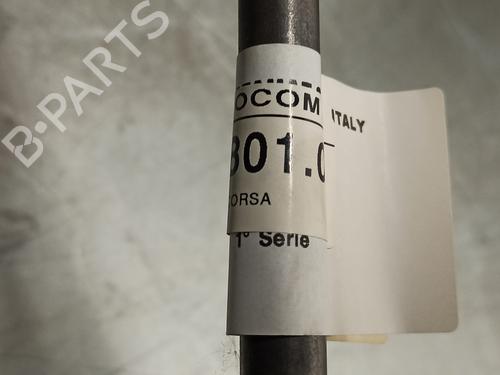 B-PARTS
OCOM
ITALY
301.0
ORSA
1° Serie